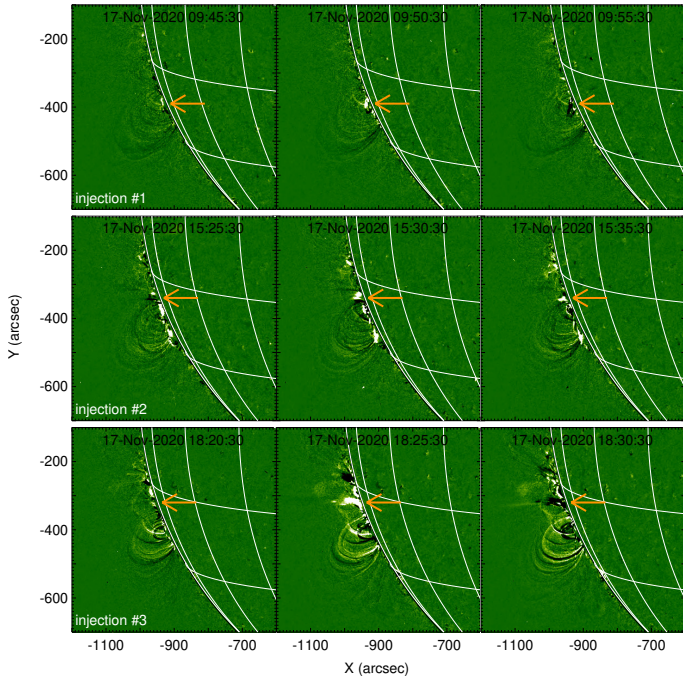 17-Nov-2020 09:45:30 17-Nov-2020 09:50:30 17-Nov-2020 09:55:30
-200
-400
-600
injection #1
17-Nov-2020 15:25:30 17-Nov-2020 15:30:30 17-Nov-2020 15:35:30
-200
-400
Y (arcsec)
-600
injection #2
17-Nov-2020 18:20:30 17-Nov-2020 18:25:30 17-Nov-2020 18:30:30
-200
-400
-600
injection #3
-1100 -900 -700 -1100 -900 -700 -1100 -900 -700
X (arcsec)